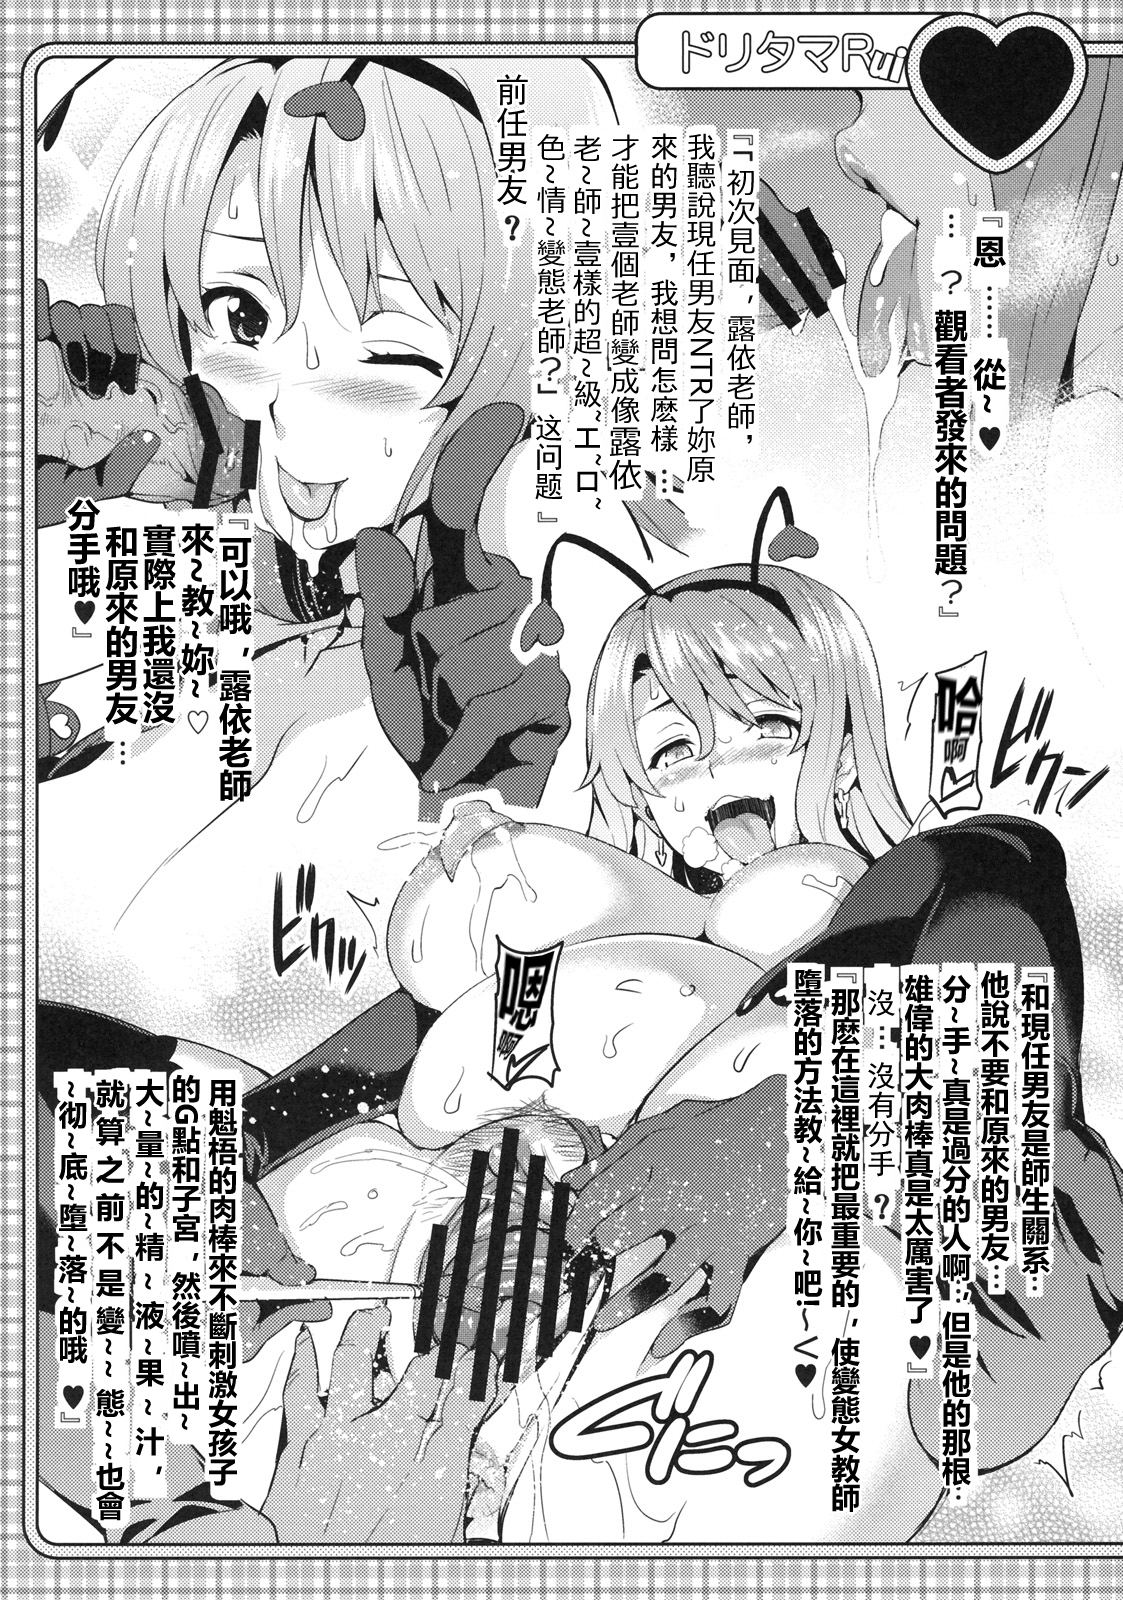 ドリタマRui
『恩……從~♥
…？觀看者發來的問題？』
『「初次見面，露依老師，
我聽說現任男友NTR了妳原
來的男友，我想問怎麼樣…
才能把壹個老師變成像露依
老~師~壹樣的超~級~エ~ロ~
色~情~變態老師？」这问题』
前任男友？
『可以哦，露依老師
來~教~妳~♡
實際上我還沒
和原來的男友…
分手哦♥』
哈啊
ビクン
ビクッ
嗯啊
『和現任男友是師生關系…
他說不要和原來的男友…
分~手~真是過分的人啊…，但是他的那根…
雄偉的大肉棒真是太厲害了♥』
沒…沒有分手？
『那麼在這裡就把最重要的，使變態女教師
墮落的方法教~給~你~吧!~<♥
用魁梧的肉棒來不斷刺激女孩子
的G點和子宮，然後噴~出~
大~量~的~精~液~果~汁，
就算之前不是變~~態~~也會
~彻~底~墮~落~的哦♥』
ぐにこっ